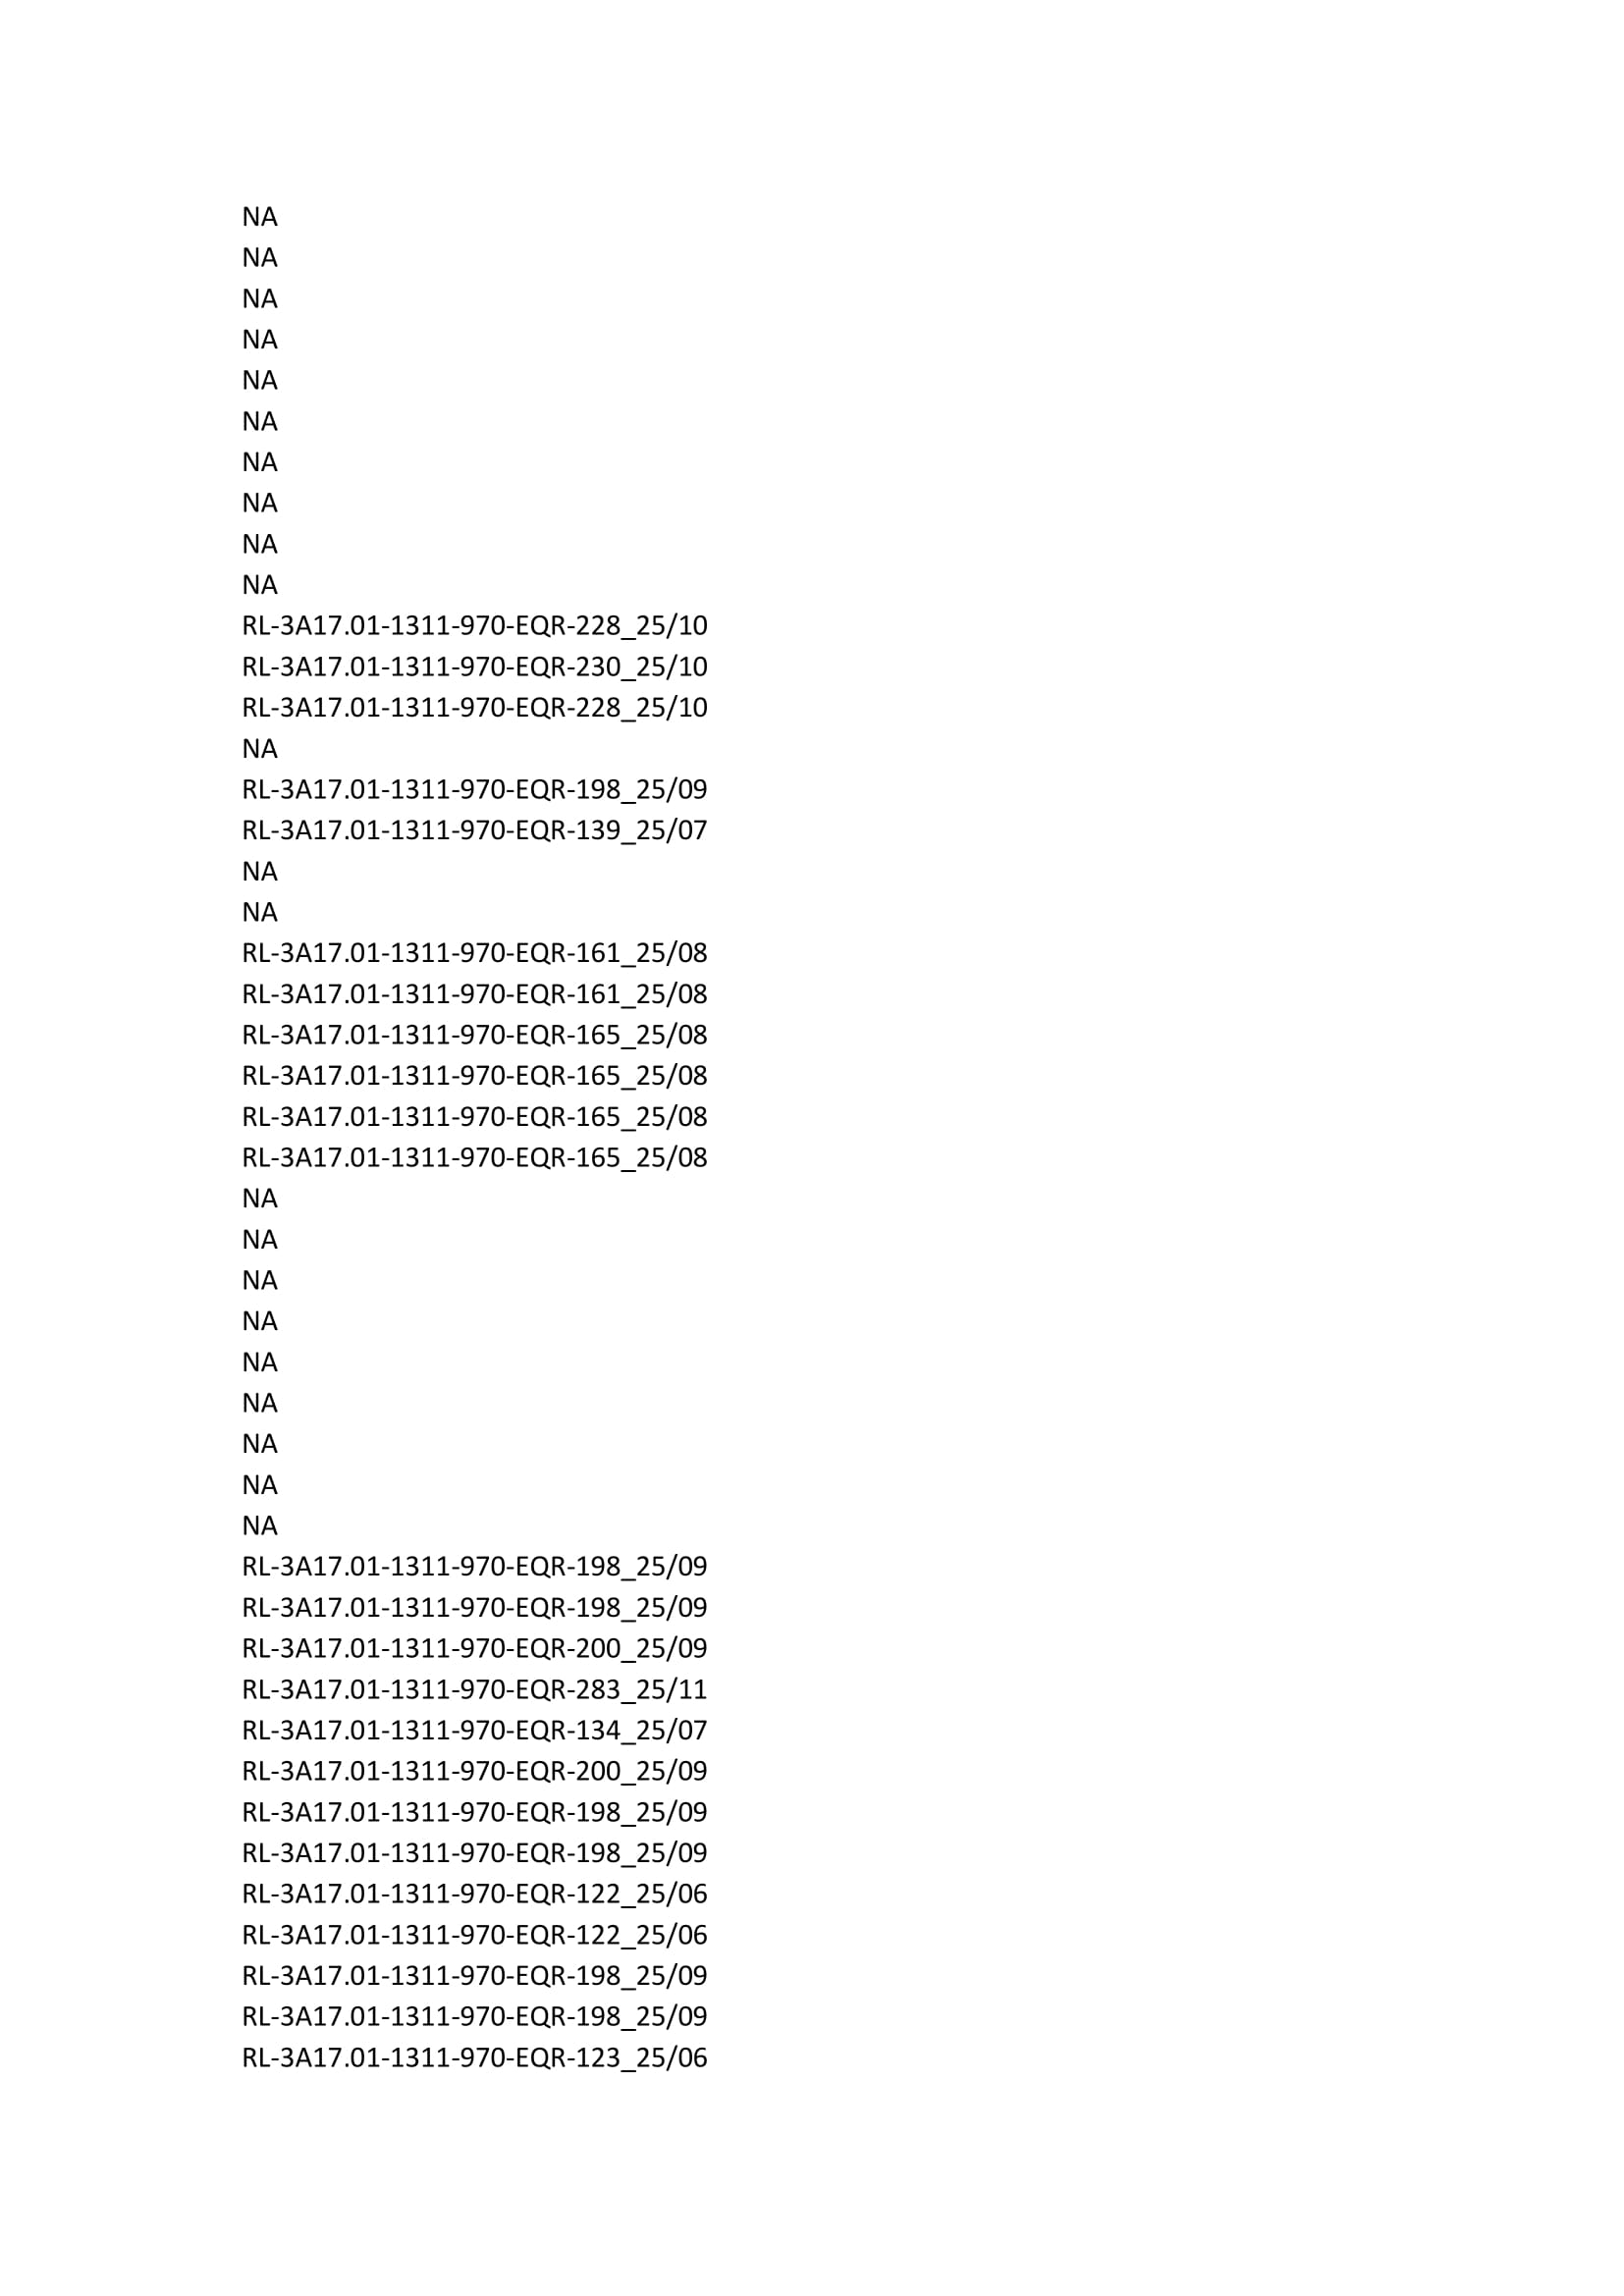 NA
NA
NA
NA
NA
NA
NA
NA
NA
NA
RL-3A17.01-1311-970-EQR-228_25/10
RL-3A17.01-1311-970-EQR-230_25/10
RL-3A17.01-1311-970-EQR-228_25/10
NA
RL-3A17.01-1311-970-EQR-198_25/09
RL-3A17.01-1311-970-EQR-139_25/07
NA
NA
RL-3A17.01-1311-970-EQR-161_25/08
RL-3A17.01-1311-970-EQR-161_25/08
RL-3A17.01-1311-970-EQR-165_25/08
RL-3A17.01-1311-970-EQR-165_25/08
RL-3A17.01-1311-970-EQR-165_25/08
RL-3A17.01-1311-970-EQR-165_25/08
NA
NA
NA
NA
NA
NA
NA
NA
NA
RL-3A17.01-1311-970-EQR-198_25/09
RL-3A17.01-1311-970-EQR-198_25/09
RL-3A17.01-1311-970-EQR-200_25/09
RL-3A17.01-1311-970-EQR-283_25/11
RL-3A17.01-1311-970-EQR-134_25/07
RL-3A17.01-1311-970-EQR-200_25/09
RL-3A17.01-1311-970-EQR-198_25/09
RL-3A17.01-1311-970-EQR-198_25/09
RL-3A17.01-1311-970-EQR-122_25/06
RL-3A17.01-1311-970-EQR-122_25/06
RL-3A17.01-1311-970-EQR-198_25/09
RL-3A17.01-1311-970-EQR-198_25/09
RL-3A17.01-1311-970-EQR-123_25/06